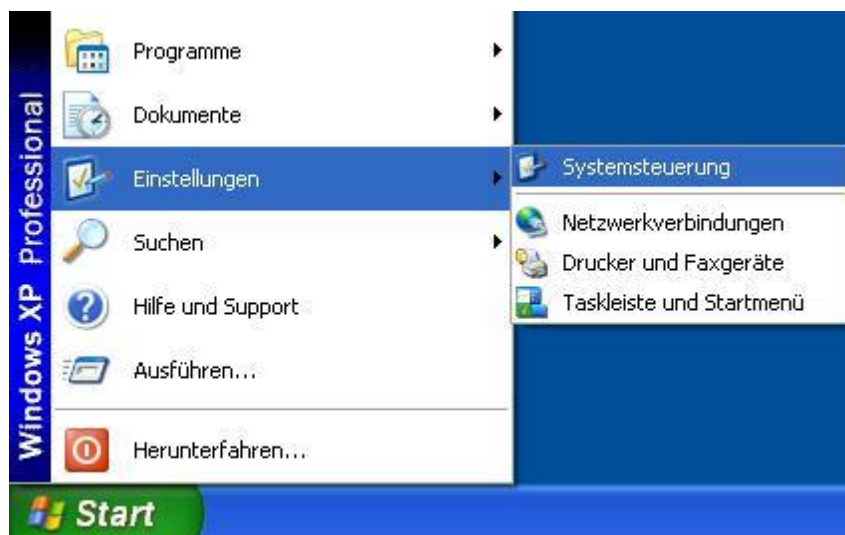 Windows XP Professional
Programme
Dokumente
Einstellungen
Suchen
Hilfe und Support
Ausführen...
Herunterfahren...
Systemsteuerung
Netzwerkverbindungen
Drucker und Faxgeräte
Taskleiste und Startmenü
Start